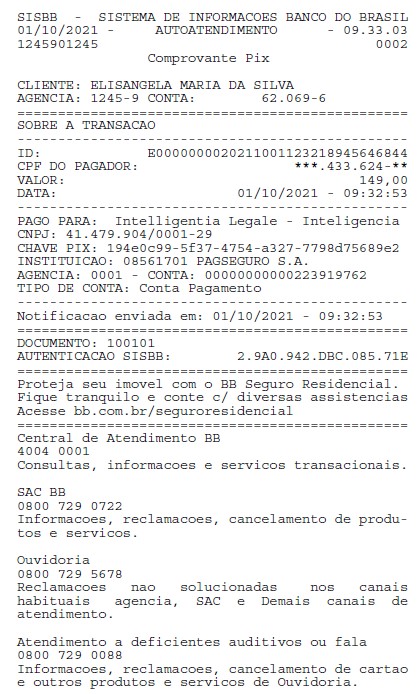 SISBB - SISTEMA DE INFORMACOES BANCO DO BRASIL
01/10/2021 - AUTOATENDIMENTO - 09.33.03
1245901245 0002
Comprovante Pix
CLIENTE: ELISANGELA MARIA DA SILVA
AGENCIA: 1245-9 CONTA: 62.069-6
================================================
SOBRE A TRANSACAO
------------------------------------------------
ID: E0000000020211001123218945646844
CPF DO PAGADOR: ***.433.624-**
VALOR: 149,00
DATA: 01/10/2021 - 09:32:53
------------------------------------------------
PAGO PARA: Intelligentia Legale - Inteligencia
CNPJ: 41.479.904/0001-29
CHAVE PIX: 194e0c99-5f37-4754-a327-7798d75689e2
INSTITUICAO: 08561701 PAGSEGURO S.A.
AGENCIA: 0001 - CONTA: 00000000000223919762
TIPO DE CONTA: Conta Pagamento
------------------------------------------------
Notificacao enviada em: 01/10/2021 - 09:32:53
================================================
DOCUMENTO: 100101
AUTENTICACAO SISBB: 2.9A0.942.DBC.085.71E
================================================
Proteja seu imovel com o BB Seguro Residencial.
Fique tranquilo e conte c/ diversas assistencias
Acesse bb.com.br/seguroresidencial
================================================
Central de Atendimento BB
4004 0001
Consultas, informacoes e servicos transacionais.
SAC BB
0800 729 0722
Informacoes, reclamacoes, cancelamento de produ-
tos e servicos.
Ouvidoria
0800 729 5678
Reclamacoes nao solucionadas nos canais
habituais agencia, SAC e Demais canais de
atendimento.
Atendimento a deficientes auditivos ou fala
0800 729 0088
Informacoes, reclamacoes, cancelamento de cartao
e outros produtos e servicos de Ouvidoria.